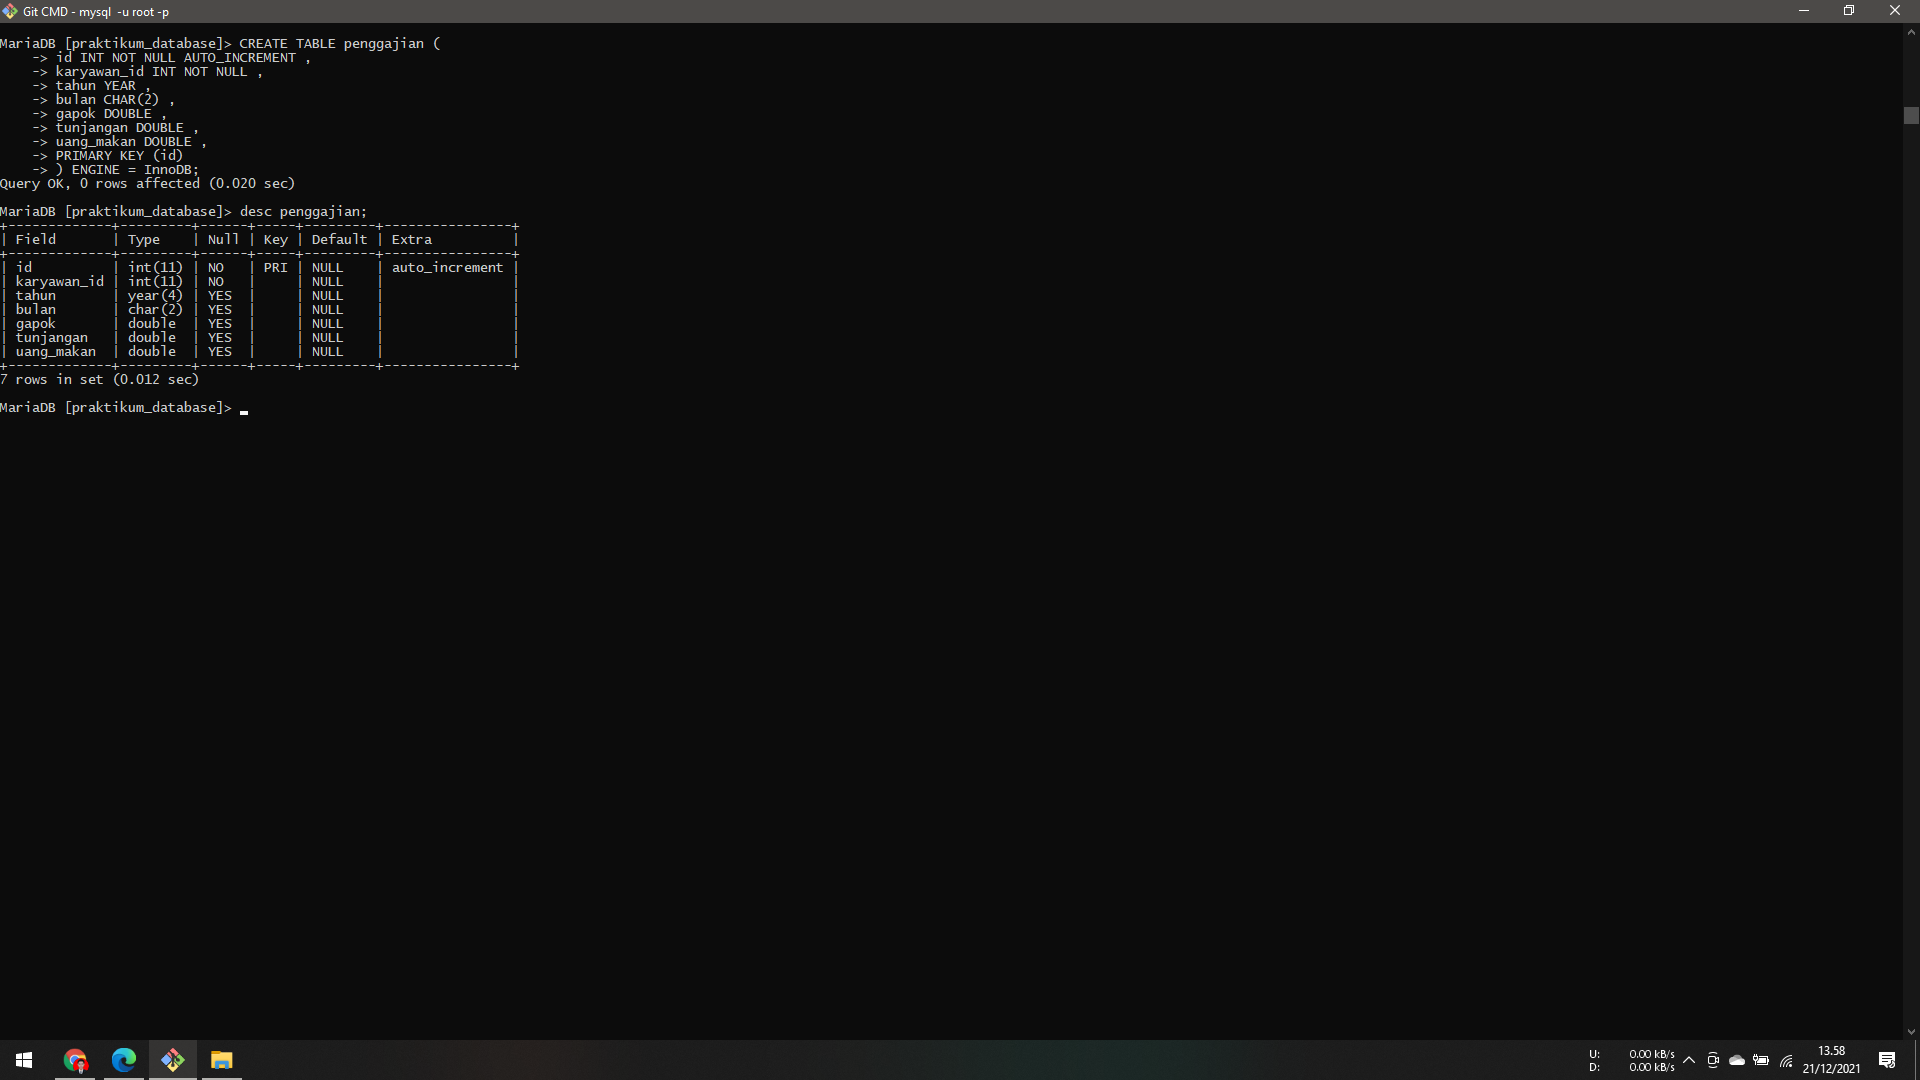 Git CMD - mysql  -u root -p
MariaDB [praktikum_database]> CREATE TABLE penggajian (
    -> id INT NOT NULL AUTO_INCREMENT ,
    -> karyawan_id INT NOT NULL ,
    -> tahun YEAR ,
    -> bulan CHAR(2) ,
    -> gapok DOUBLE ,
    -> tunjangan DOUBLE ,
    -> uang_makan DOUBLE ,
    -> PRIMARY KEY (id)
    -> ) ENGINE = InnoDB;
Query OK, 0 rows affected (0.020 sec)
MariaDB [praktikum_database]> desc penggajian;
+-------------+---------+------+-----+---------+----------------+
| Field       | Type    | Null | Key | Default | Extra          |
+-------------+---------+------+-----+---------+----------------+
| id          | int(11) | NO   | PRI | NULL    | auto_increment |
| karyawan_id | int(11) | NO   |     | NULL    |                |
| tahun       | year(4) | YES  |     | NULL    |                |
| bulan       | char(2) | YES  |     | NULL    |                |
| gapok       | double  | YES  |     | NULL    |                |
| tunjangan   | double  | YES  |     | NULL    |                |
| uang_makan  | double  | YES  |     | NULL    |                |
+-------------+---------+------+-----+---------+----------------+
7 rows in set (0.012 sec)
MariaDB [praktikum_database]>
U: 0.00 kB/s
D: 0.00 kB/s
13.58
21/12/2021